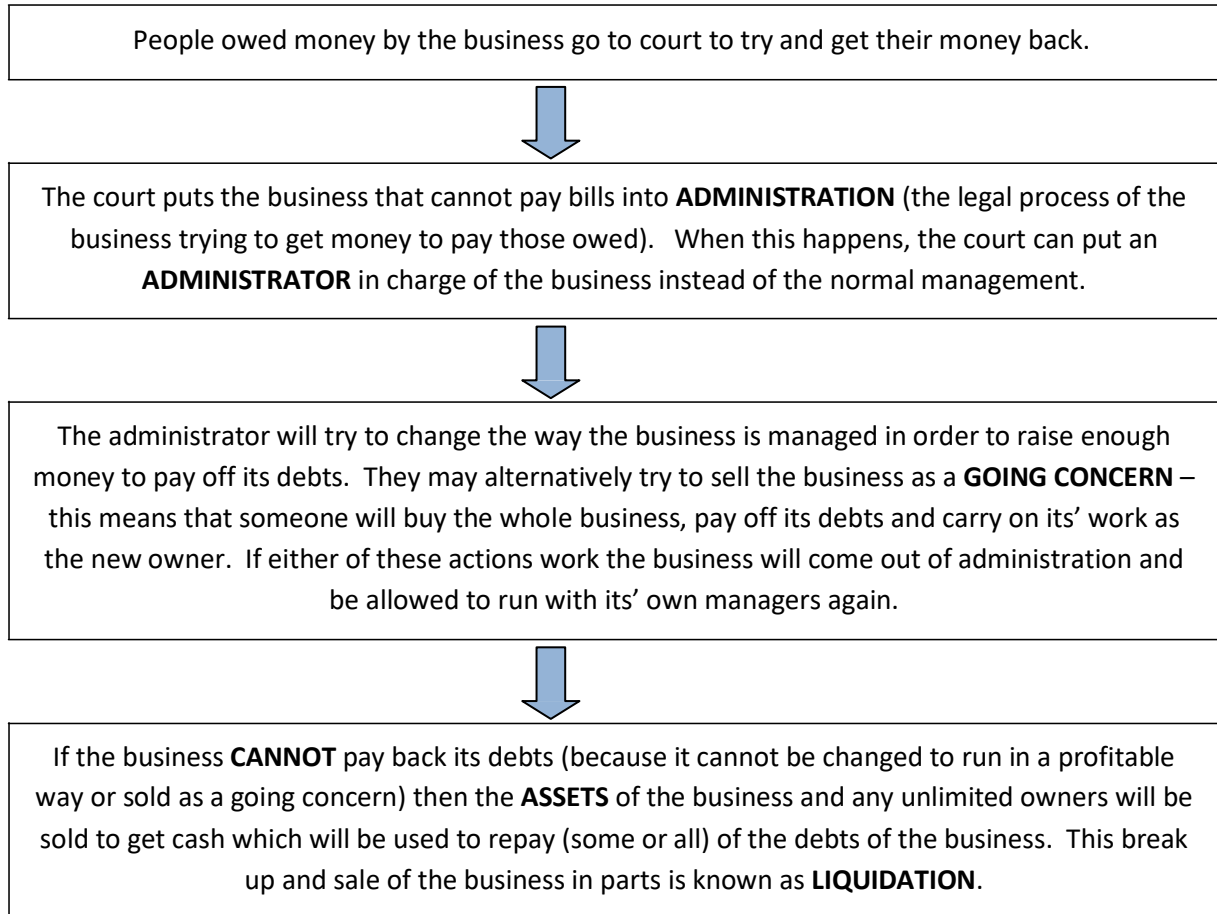 People owed money by the business go to court to try and get their money back.
The court puts the business that cannot pay bills into ADMINISTRATION (the legal process of the
business trying to get money to pay those owed).   When this happens, the court can put an
ADMINISTRATOR in charge of the business instead of the normal management.
The administrator will try to change the way the business is managed in order to raise enough
money to pay off its debts.  They may alternatively try to sell the business as a GOING CONCERN –
this means that someone will buy the whole business, pay off its debts and carry on its’ work as
the new owner.  If either of these actions work the business will come out of administration and
be allowed to run with its’ own managers again.
If the business CANNOT pay back its debts (because it cannot be changed to run in a profitable
way or sold as a going concern) then the ASSETS of the business and any unlimited owners will be
sold to get cash which will be used to repay (some or all) of the debts of the business.  This break
up and sale of the business in parts is known as LIQUIDATION.